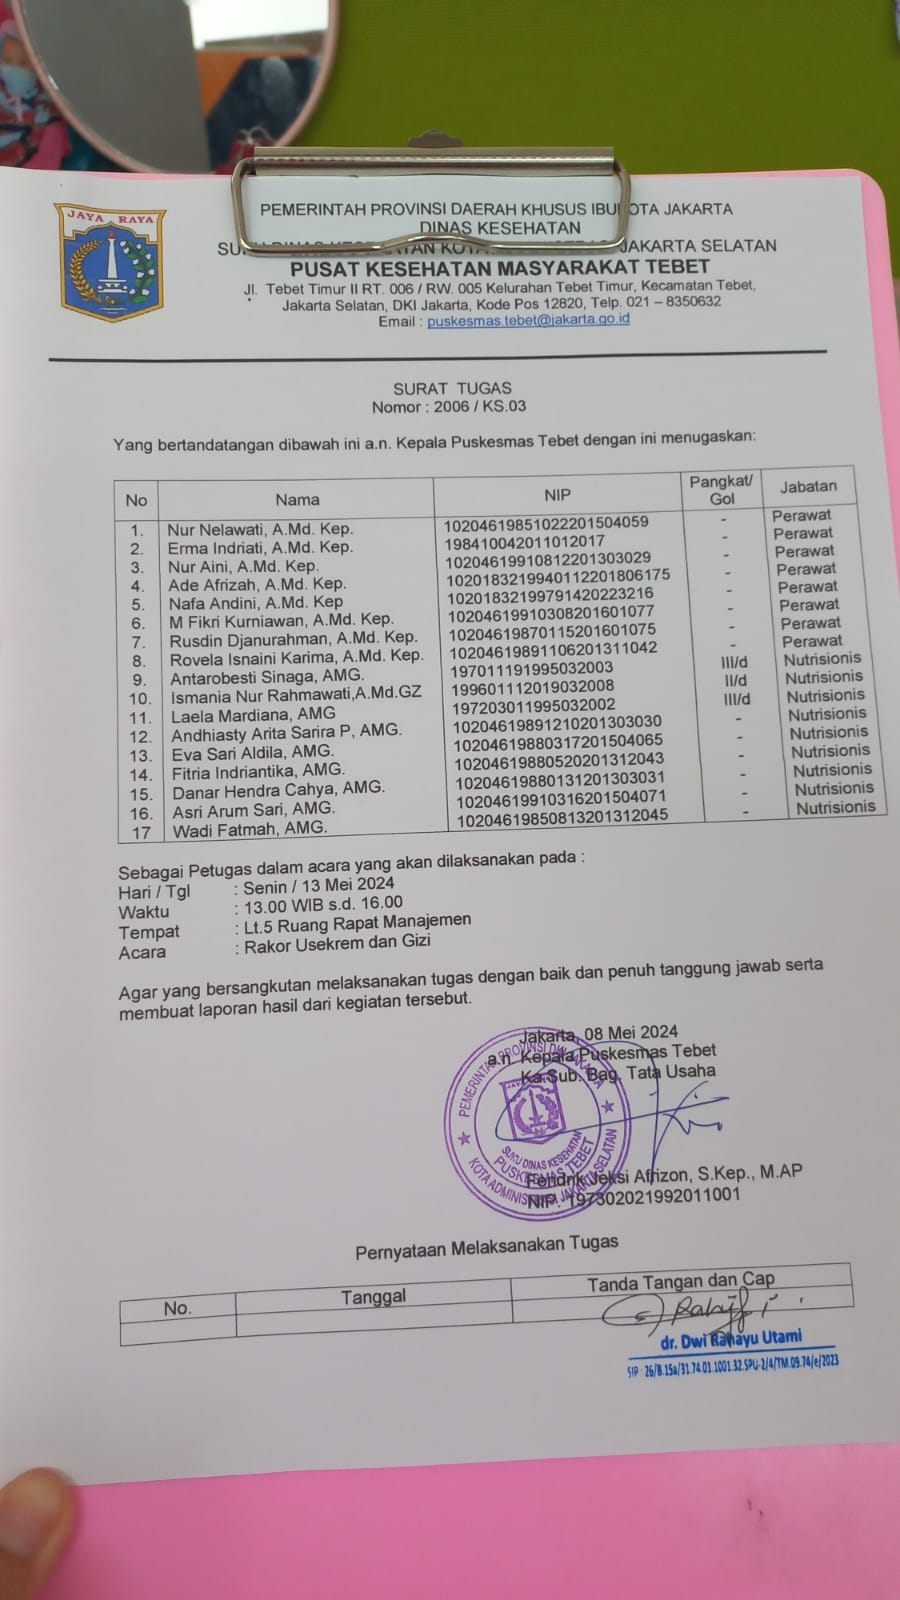 JAYA RAYA
PEMERINTAH PROVINSI DAERAH KHUSUS IBUKOTA JAKARTA
DINAS KESEHATAN
JAKARTA SELATAN
PUSAT KESEHATAN MASYARAKAT TEBET
Jl. Tebet Timur II RT. 006 / RW. 005 Kelurahan Tebet Timur, Kecamatan Tebet,
Jakarta Selatan, DKI Jakarta, Kode Pos 12820, Telp. 021 – 8350632
Email : puskesmas.tebet@jakarta.go.id
SURAT TUGAS
Nomor : 2006 / KS.03
Yang bertandatangan dibawah ini a.n. Kepala Puskesmas Tebet dengan ini menugaskan:
No Nama NIP Pangkat/ Gol Jabatan
1. Nur Nelawati, A.Md. Kep. 10204619851022201504059 - Perawat
2. Erma Indriati, A.Md. Kep. 198410042011012017 - Perawat
3. Nur Aini, A.Md. Kep. 10204619910812201303029 - Perawat
4. Ade Afrizah, A.Md. Kep. 1020183219940112201806175 - Perawat
5. Nafa Andini, A.Md. Kep 10201832199791420223216 - Perawat
6. M Fikri Kurniawan, A.Md. Kep. 10204619910308201601077 - Perawat
7. Rusdin Djanurahman, A.Md. Kep. 10204619870115201601075 - Perawat
8. Rovela Isnaini Karima, A.Md. Kep. 10204619891106201311042 - Perawat
9. Antarobesti Sinaga, AMG. 197011191995032003 III/d Nutrisionis
10. Ismania Nur Rahmawati,A.Md.GZ 199601112019032008 II/d Nutrisionis
11. Laela Mardiana, AMG 197203011995032002 III/d Nutrisionis
12. Andhiasty Arita Sarira P, AMG. 10204619891210201303030 - Nutrisionis
13. Eva Sari Aldila, AMG. 10204619880317201504065 - Nutrisionis
14. Fitria Indriantika, AMG. 10204619880520201312043 - Nutrisionis
15. Danar Hendra Cahya, AMG. 10204619880131201303031 - Nutrisionis
16. Asri Arum Sari, AMG. 10204619910316201504071 - Nutrisionis
17 Wadi Fatmah, AMG. 10204619850813201312045 - Nutrisionis
Sebagai Petugas dalam acara yang akan dilaksanakan pada :
Hari / Tgl : Senin / 13 Mei 2024
Waktu : 13.00 WIB s.d. 16.00
Tempat : Lt.5 Ruang Rapat Manajemen
Acara : Rakor Usekrem dan Gizi
Agar yang bersangkutan melaksanakan tugas dengan baik dan penuh tanggung jawab serta
membuat laporan hasil dari kegiatan tersebut.
Jakarta, 08 Mei 2024
a.n. Kepala Puskesmas Tebet
Ka.Sub. Bag. Tata Usaha
PEMERINTAH PROVINSI DKI JAKARTA
SUKU DINAS KESEHATAN
PUSKESMAS TEBET
KOTA ADMINISTRASI JAKARTA SELATAN
Fendrik Jeksi Afrizon, S.Kep., M.AP
NIP. 197302021992011001
Pernyataan Melaksanakan Tugas
No. Tanggal Tanda Tangan dan Cap
dr. Dwi Rahayu Utami
SIP : 26/B.15a/31.74.01.1001.32.SPU-2/4/TM.09.74/e/2023